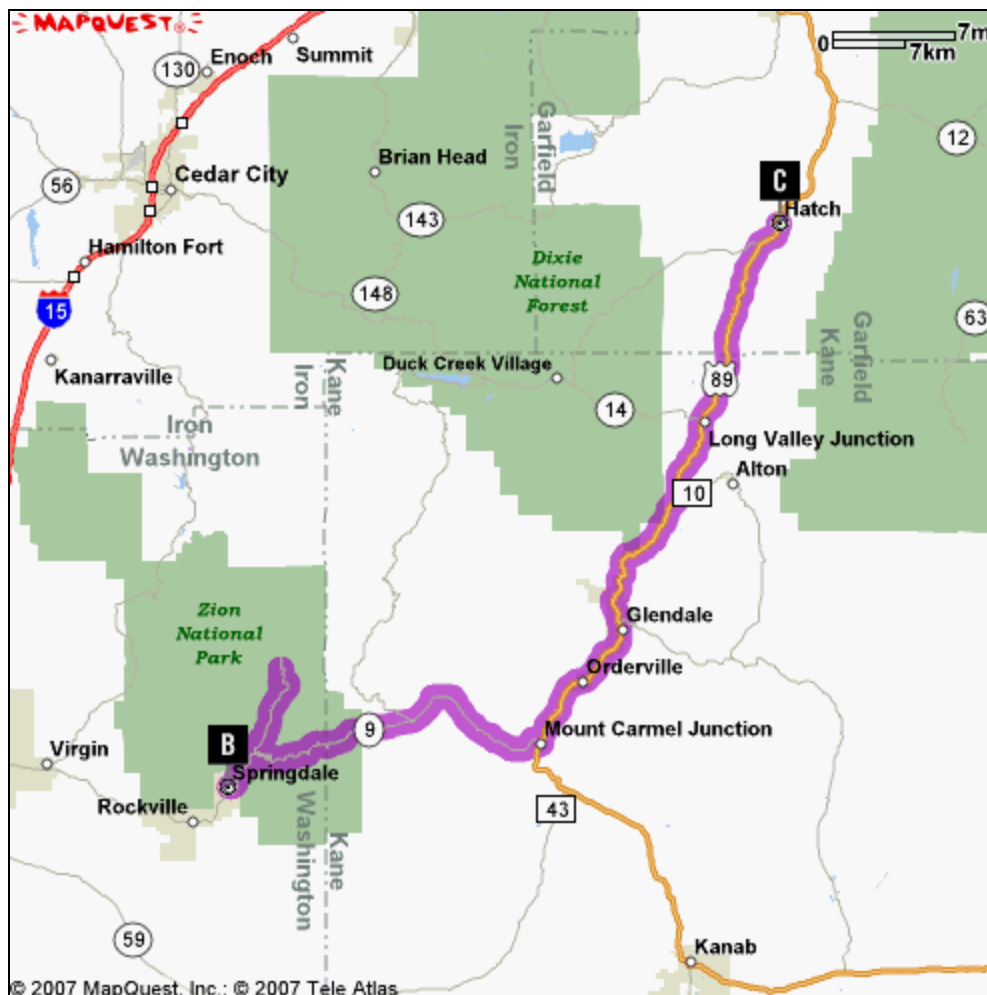 MAPQUEST
Summit
Enoch
130
0
7m
7km
Garfield
Iron
12
Brian Head
56
Cedar City
C
Hatch
143
Hamilton Fort
Dixie
National
Forest
148
15
63
Garfield
Kane
Kanarraville
Kane
Iron
Duck Creek Village
89
14
Iron
Washington
Long Valley Junction
Alton
10
Zion
National
Park
Glendale
Orderville
9
Mount Carmel Junction
B
Virgin
Springdale
Rockville
Kane
Washington
43
59
Kanab
© 2007 MapQuest, Inc.; © 2007 Tele Atlas